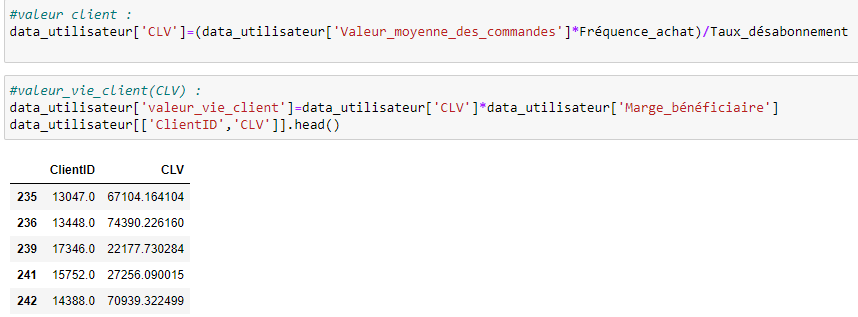 #valeur client :
data_utilisateur['CLV']=(data_utilisateur['Valeur_moyenne_des_commandes']*Fréquence_achat)/Taux_désabonnement
#valeur_vie_client(CLV) :
data_utilisateur['valeur_vie_client']=data_utilisateur['CLV']*data_utilisateur['Marge_bénéficiaire']
data_utilisateur[['ClientID','CLV']].head()
ClientID CLV
235 13047.0 67104.164104
236 13448.0 74390.226160
239 17346.0 22177.730284
241 15752.0 27256.090015
242 14388.0 70939.322499